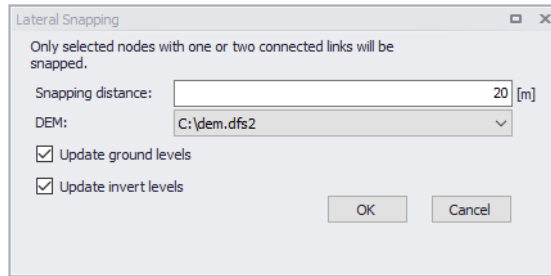 Lateral Snapping
Only selected nodes with one or two connected links will be
snapped.
Snapping distance: 20 [m]
DEM: C:\dem.dfs2
Update ground levels
Update invert levels
OK Cancel